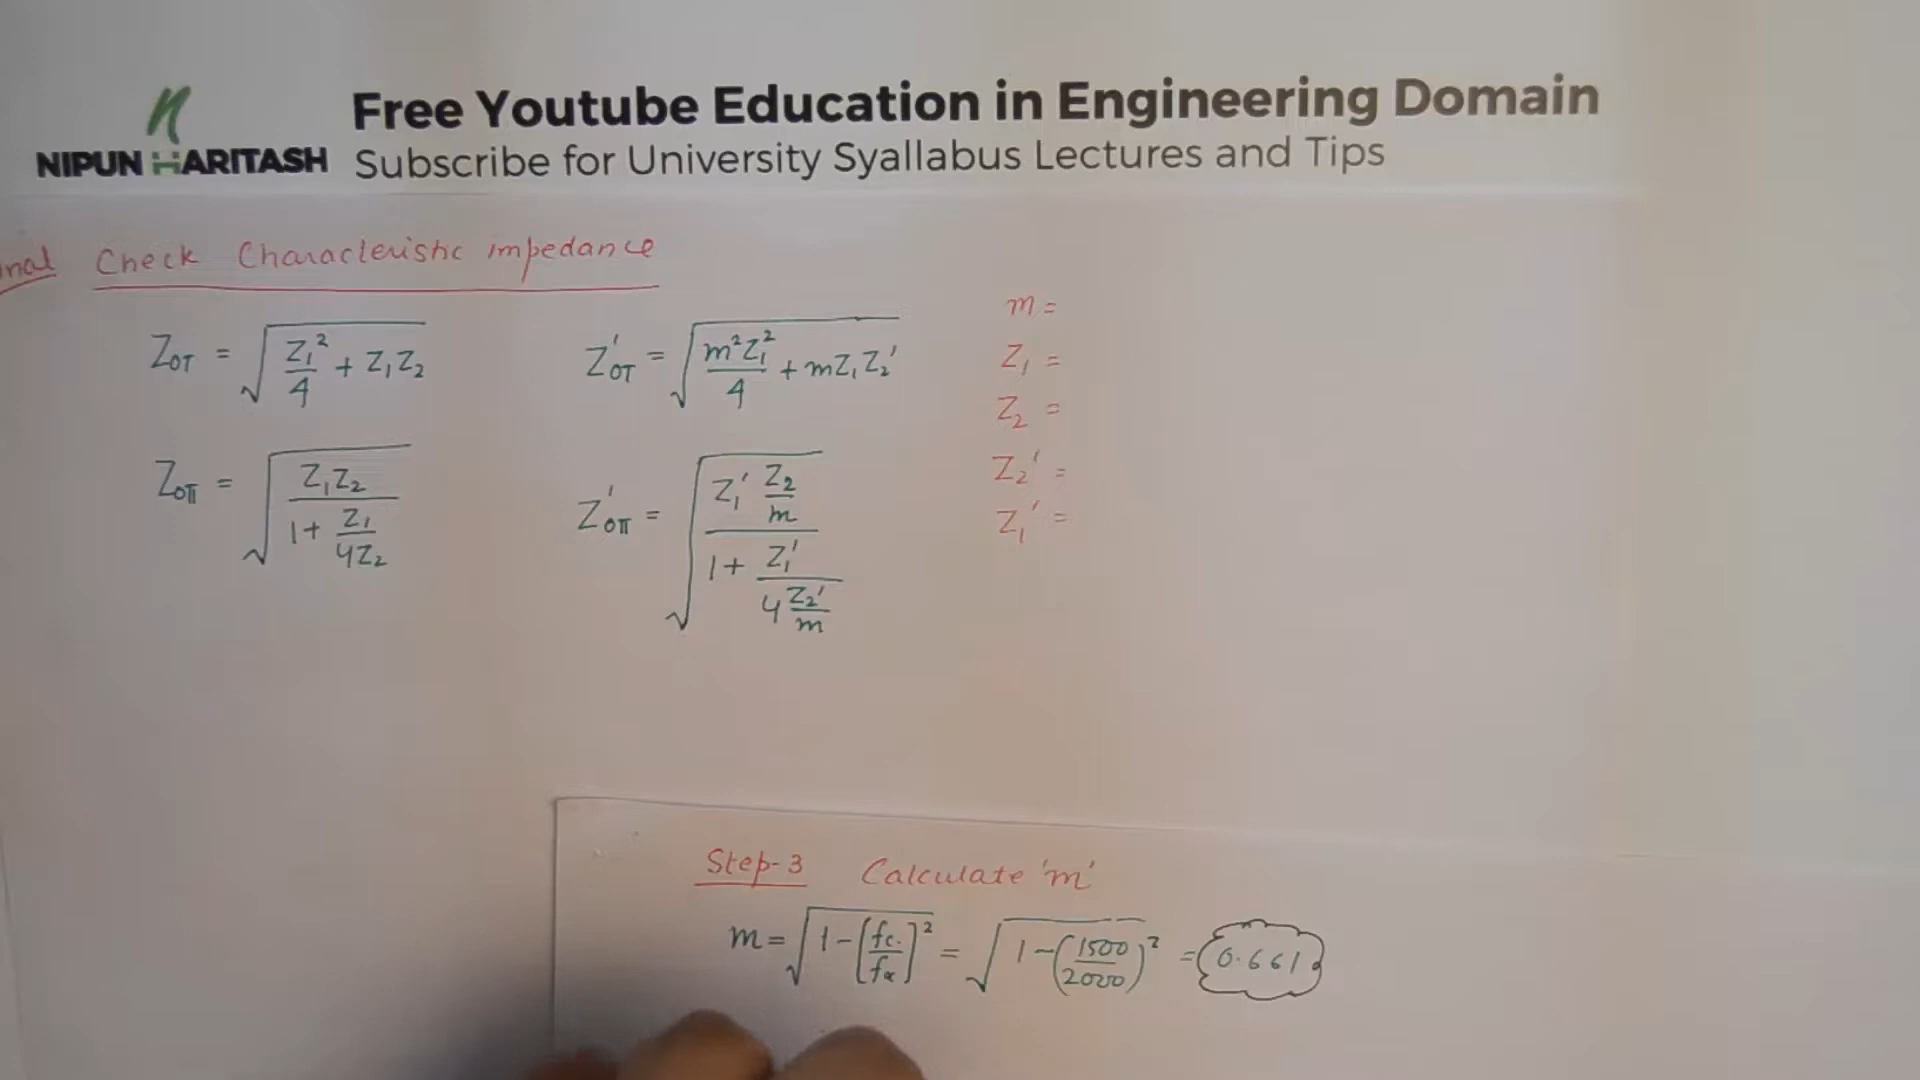 Free Youtube Education in Engineering Domain
NIPUN HARITASH
Subscribe for University Syallabus Lectures and Tips
Check Characteristic impedance
Z₀T = √(Z₁²/4 + Z₁Z₂)
Z'₀T = √(m²Z₁²/4 + mZ₁Z₂')
m =
Z₁ =
Z₂ =
Z₂' =
Z₁' =
Z₀π = √(Z₁Z₂ / (1 + Z₁/4Z₂))
Z'₀π = √(Z₁' Z₂/m / (1 + Z₁'/(4 Z₂'/m)))
Step-3 Calculate 'm'
m = √(1-[fc/fα]²) = √(1-(1500/2000)²) = 0.661